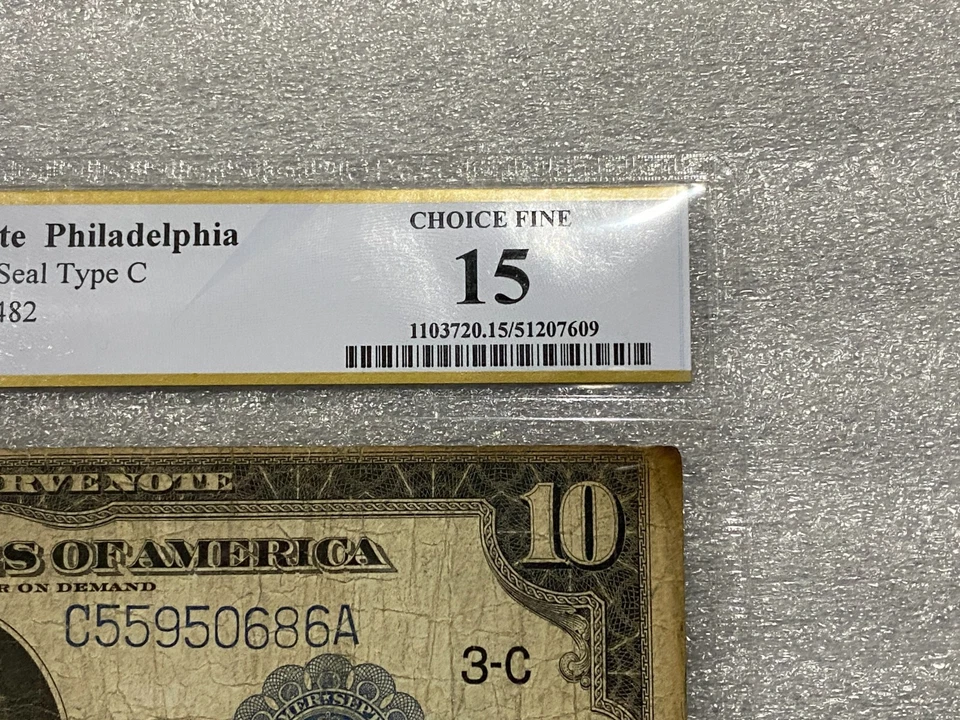 te Philadelphia
Seal Type C
482
CHOICE FINE
15
1103720.15/51207609
RVE NOTE
10
S OF AMERICA
R ON DEMAND
C55950686A
3-C